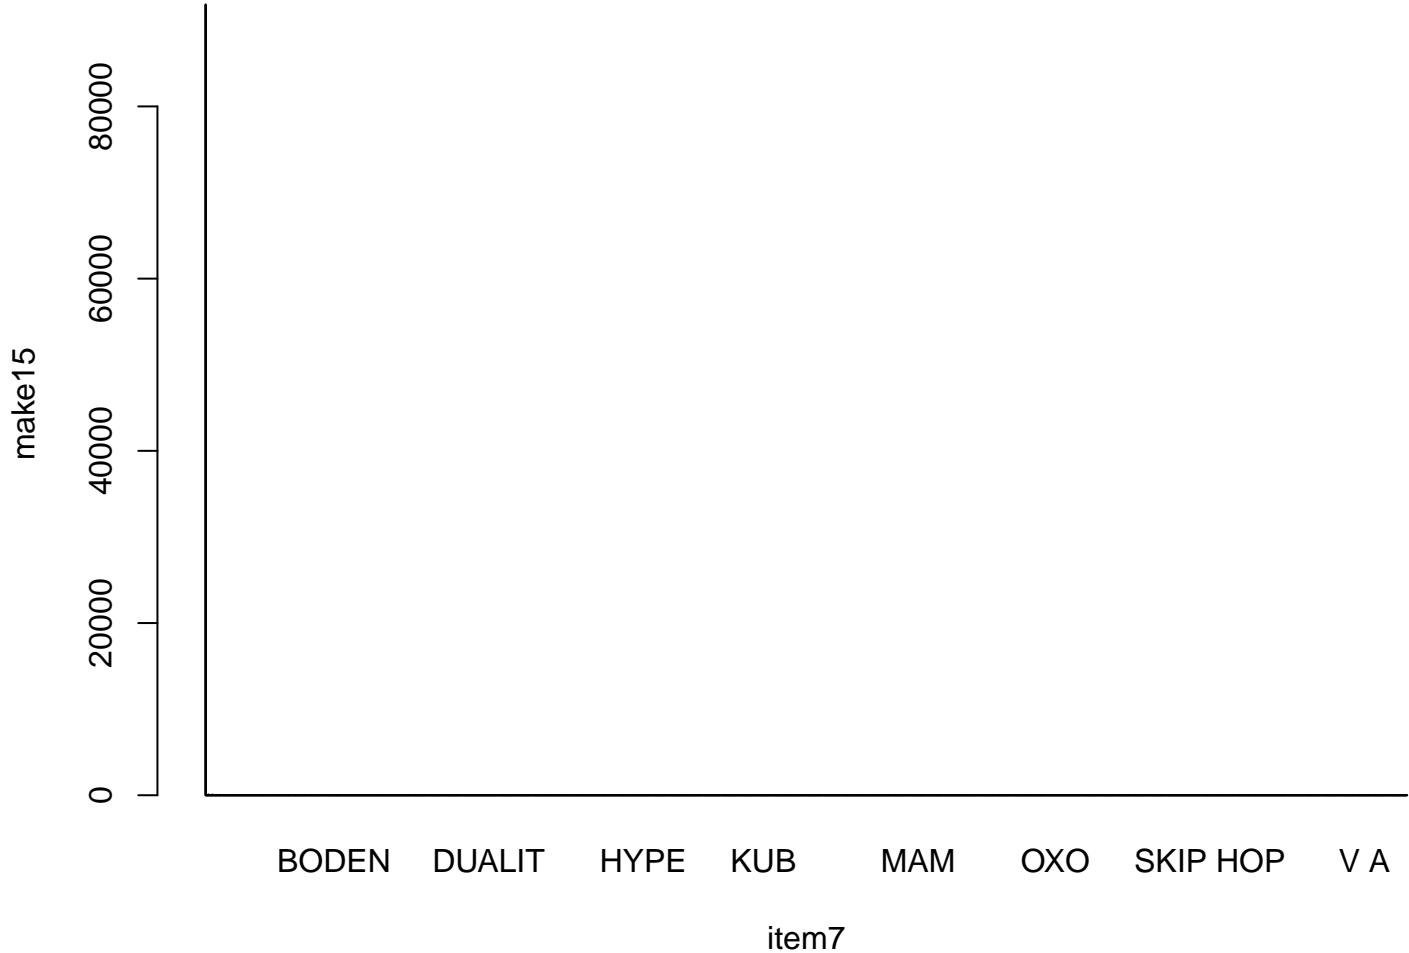 make15
80000
60000
40000
20000
0
BODEN DUALIT HYPE KUB MAM OXO SKIP HOP V A
item7